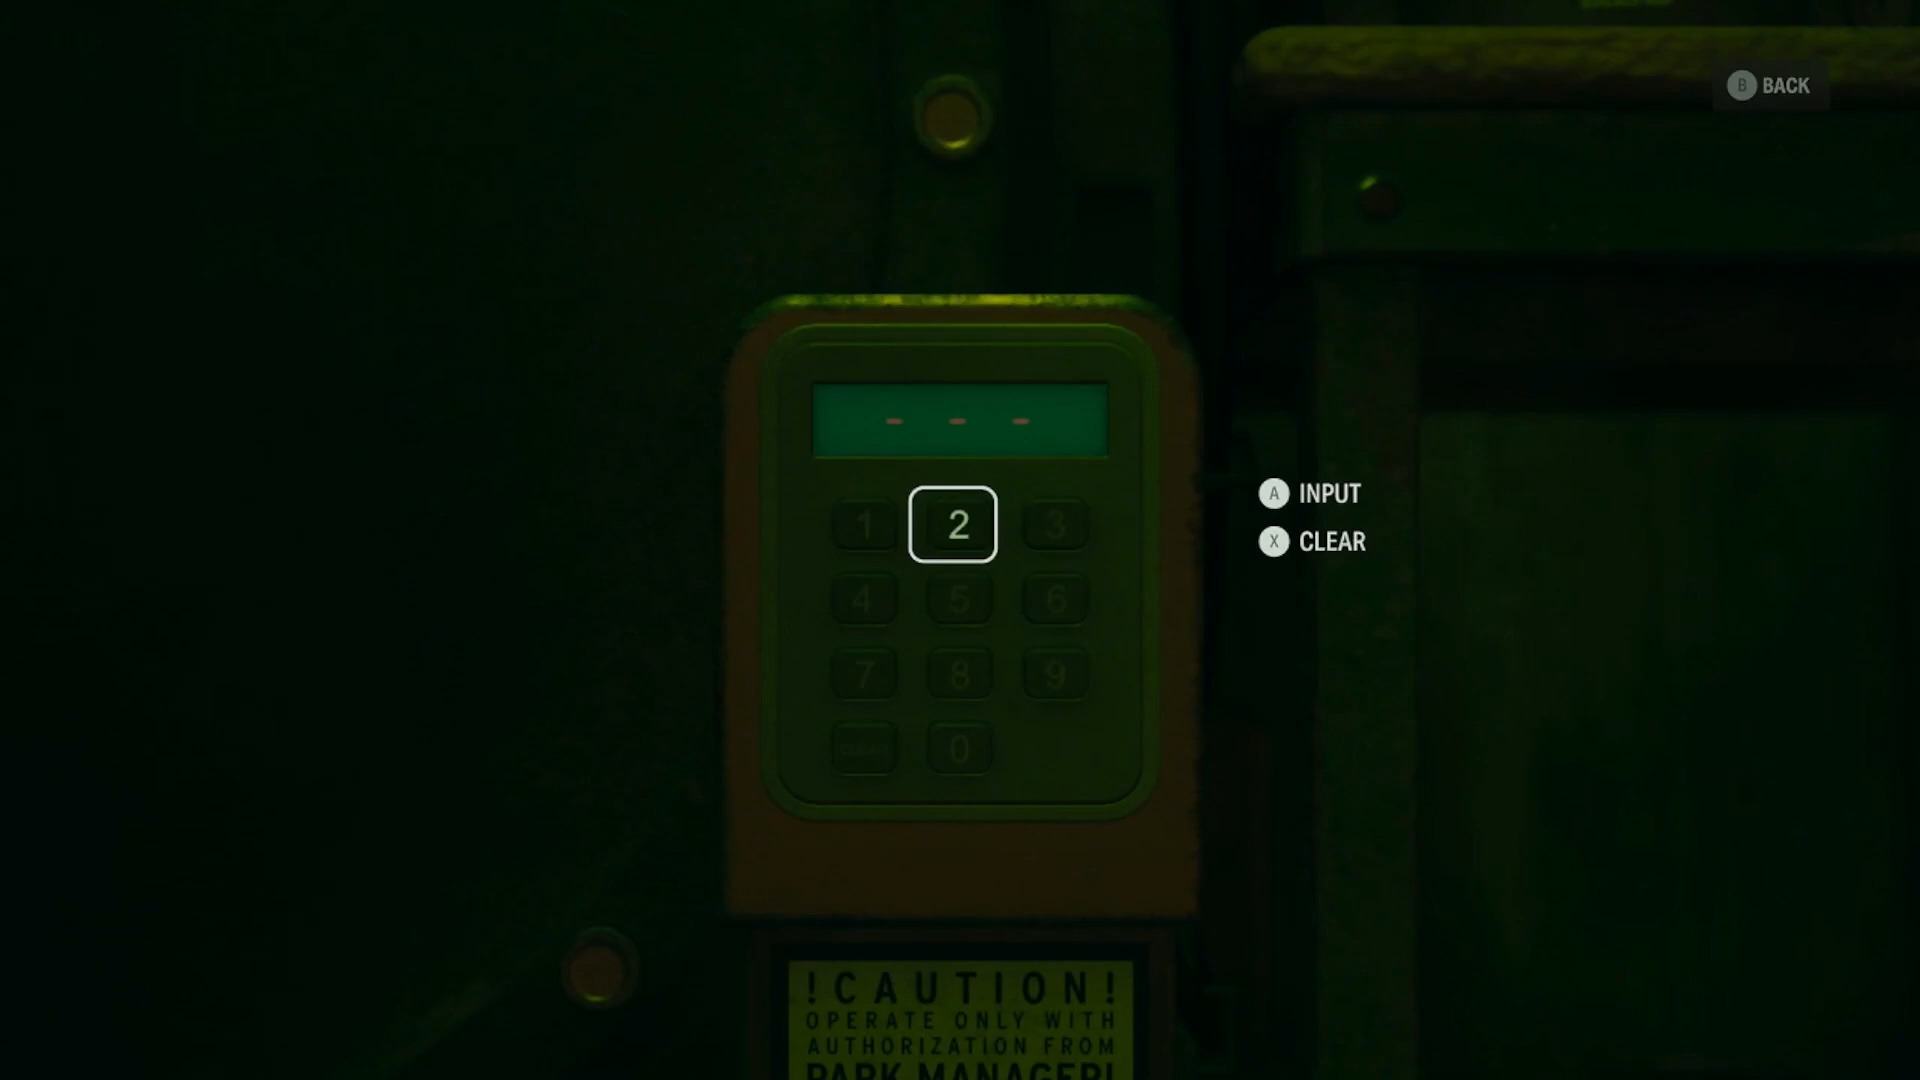 B BACK
- - -
1 2 3
A INPUT
X CLEAR
4 5 6
7 8 9
0
!CAUTION!
OPERATE ONLY WITH
AUTHORIZATION FROM
PARK MANAGER!